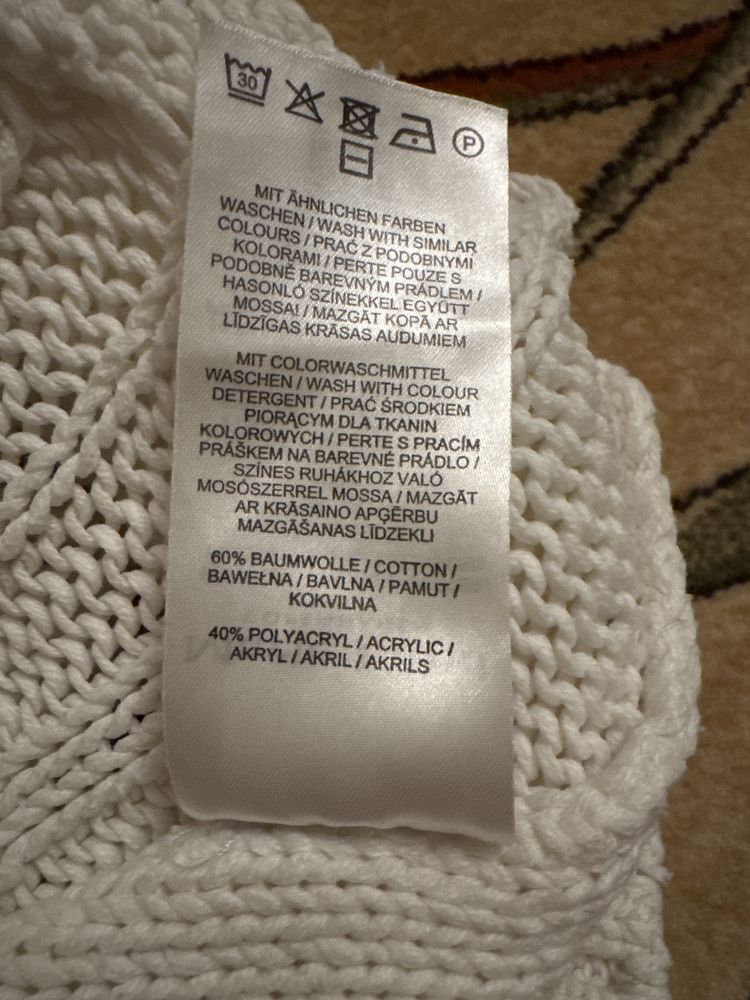 30
P
MIT ÄHNLICHEN FARBEN
WASCHEN / WASH WITH SIMILAR
COLOURS / PRAĆ Z PODOBNYMI
KOLORAMI / PERTE POUZE S
PODOBNĚ BAREVNÝM PRÁDLEM /
HASONLÓ SZÍNEKKEL EGYÜTT
MOSSA! / MAZGĀT KOPĀ AR
LĪDZĪGAS KRĀSAS AUDUMIEM
MIT COLORWASCHMITTEL
WASCHEN / WASH WITH COLOUR
DETERGENT / PRAĆ ŚRODKIEM
PIORĄCYM DLA TKANIN
KOLOROWYCH / PERTE S PRACÍM
PRÁŠKEM NA BAREVNÉ PRÁDLO /
SZÍNES RUHÁKHOZ VALÓ
MOSÓSZERREL MOSSA / MAZGĀT
AR KRĀSAINO APĢĒRBU
MAZGĀŠANAS LĪDZEKLI
60% BAUMWOLLE / COTTON /
BAWEŁNA / BAVLNA / PAMUT /
KOKVILNA
40% POLYACRYL / ACRYLIC /
AKRYL / AKRIL / AKRILS